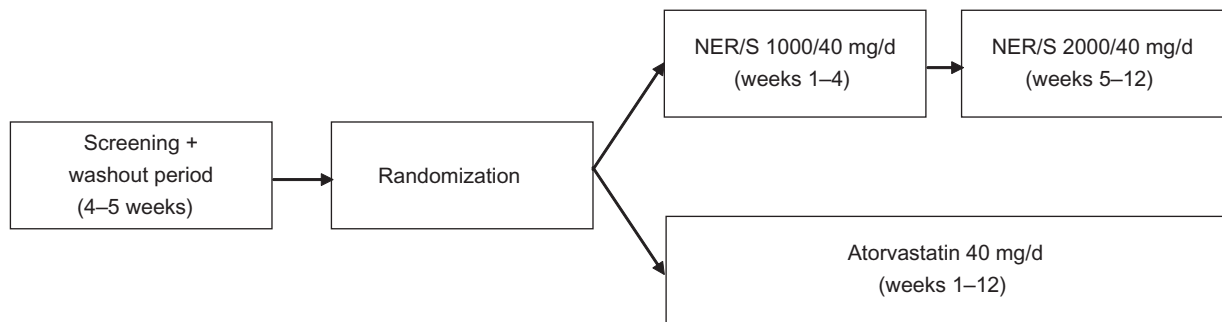 Screening +
washout period
(4–5 weeks)
Randomization
NER/S 1000/40 mg/d
(weeks 1–4)
NER/S 2000/40 mg/d
(weeks 5–12)
Atorvastatin 40 mg/d
(weeks 1–12)